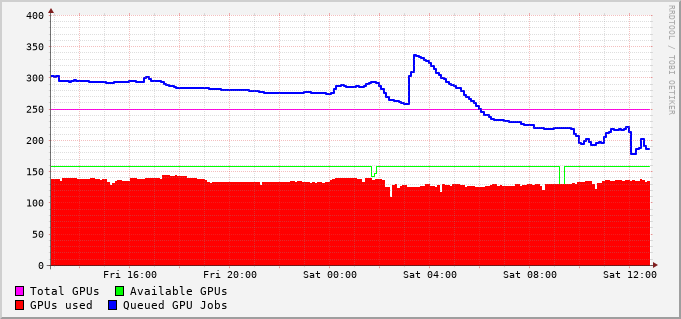 400
350
300
250
200
150
100
50
0
Fri 16:00 Fri 20:00 Sat 00:00 Sat 04:00 Sat 08:00 Sat 12:00
Total GPUs Available GPUs
GPUs used Queued GPU Jobs
RRDTOOL / TOBI OETIKER